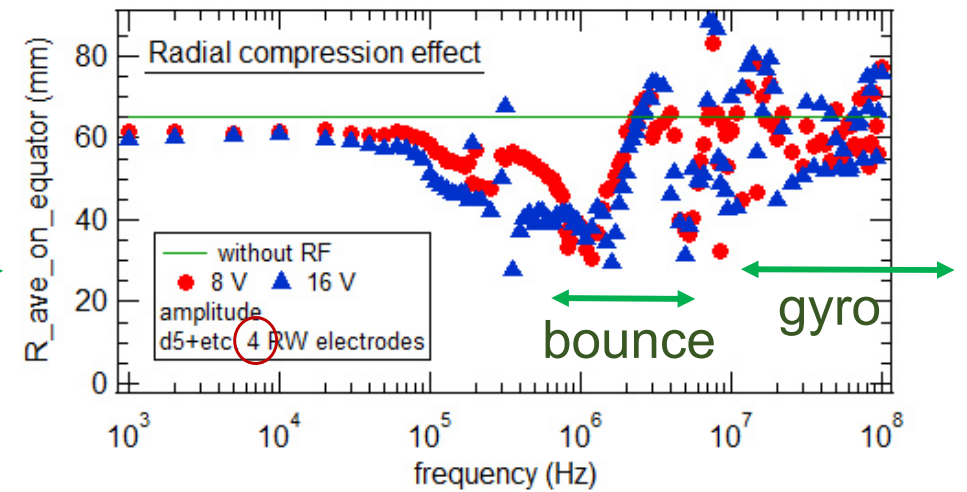 Radial compression effect
R_ave_on_equator (mm)
80
60
40
20
0
without RF
8 V 16 V
amplitude
d5+etc 4 RW electrodes
bounce
gyro
10³ 10⁴ 10⁵ 10⁶ 10⁷ 10⁸
frequency (Hz)